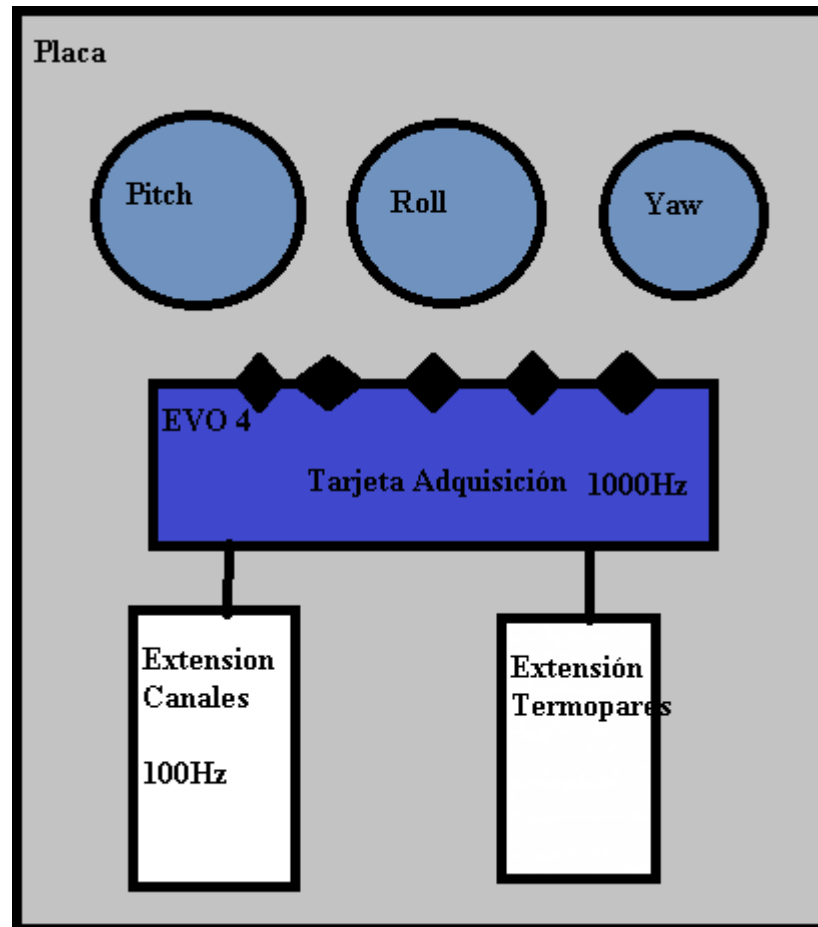 Placa
Pitch
Roll
Yaw
EVO 4
Tarjeta Adquisición 1000Hz
Extension
Canales
100Hz
Extensión
Termopares